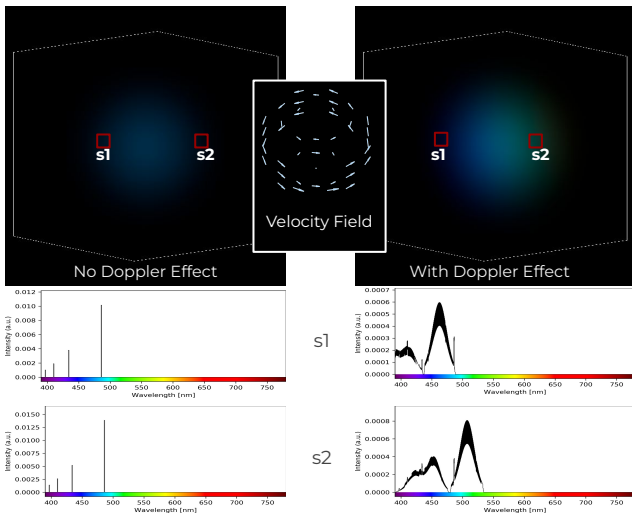 s1
s2
s1
s2
Velocity Field
No Doppler Effect
With Doppler Effect
0.012
0.010
0.008
0.006
0.004
0.002
0.000
Intensity (a.u.)
400 450 500 550 600 650 700 750
Wavelength [nm]
s1
0.0007
0.0006
0.0005
0.0004
0.0003
0.0002
0.0001
0.0000
Intensity (a.u.)
400 450 500 550 600 650 700 750
Wavelength [nm]
0.0150
0.0125
0.0100
0.0075
0.0050
0.0025
0.0000
Intensity (a.u.)
400 450 500 550 600 650 700 750
Wavelength [nm]
s2
0.0008
0.0006
0.0004
0.0002
0.0000
Intensity (a.u.)
400 450 500 550 600 650 700 750
Wavelength [nm]